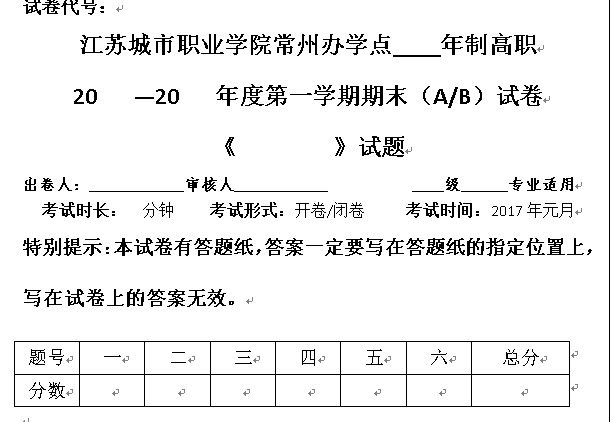 试卷代号：
江苏城市职业学院常州办学点____年制高职
20 —20 年度第一学期期末（A/B）试卷
《 》试题
出卷人：____________审核人____________ ____级______专业适用
考试时长： 分钟 考试形式：开卷/闭卷 考试时间：2017年元月
特别提示：本试卷有答题纸，答案一定要写在答题纸的指定位置上，
写在试卷上的答案无效。
题号 一 二 三 四 五 六 总分
分数